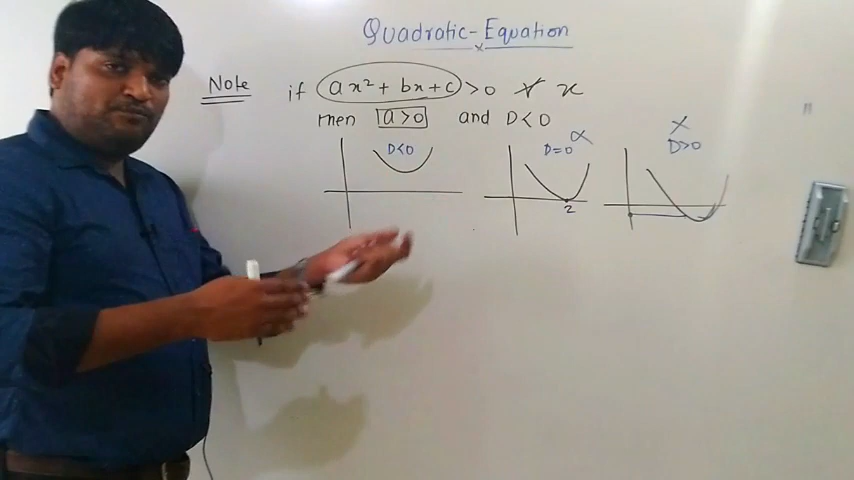 Quadratic-Equation
x
Note if ax² + bx + c > 0 ∀ x
then a > 0 and D < 0
D<0 D=0 x D>0 x
2